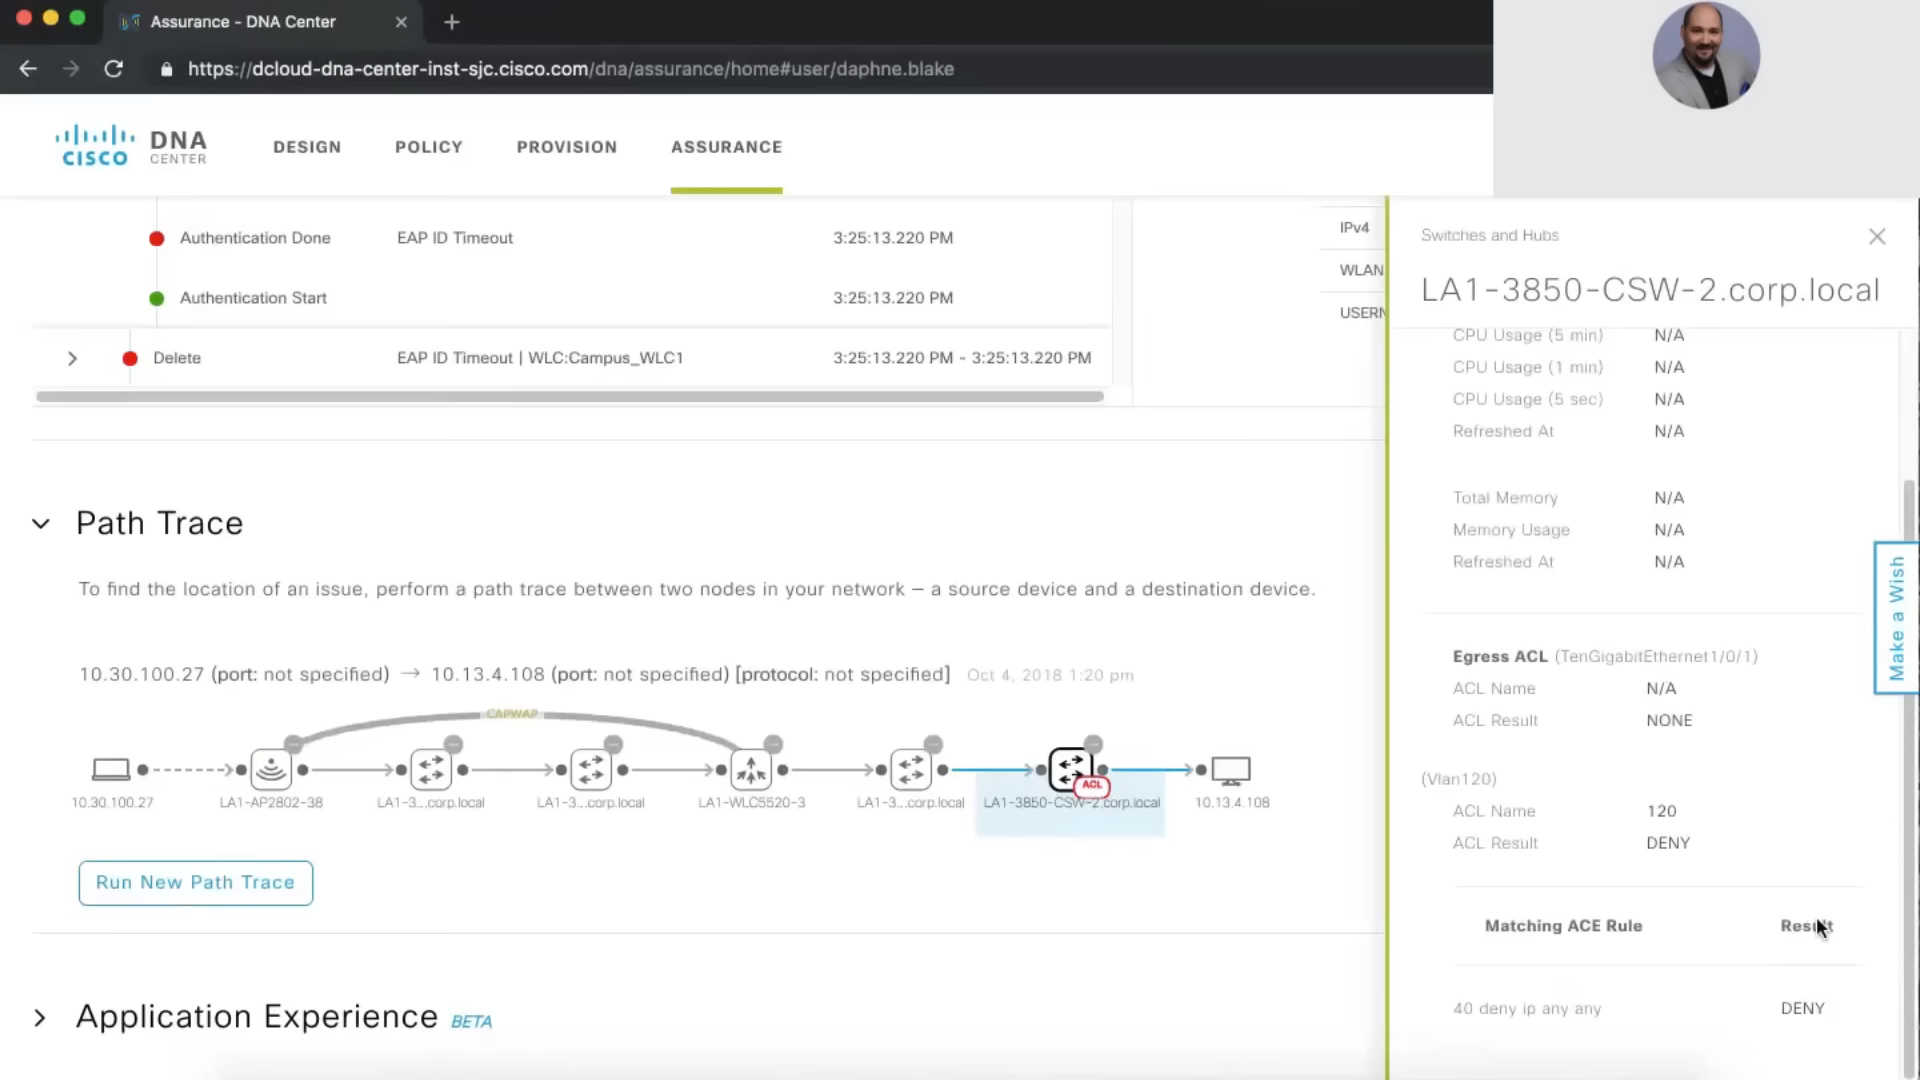 Assurance - DNA Center
https://dcloud-dna-center-inst-sjc.cisco.com/dna/assurance/home#user/daphne.blake
CISCO
DNA
CENTER
DESIGN
POLICY
PROVISION
ASSURANCE
Authentication Done EAP ID Timeout 3:25:13.220 PM
Authentication Start 3:25:13.220 PM
Delete EAP ID Timeout | WLC:Campus_WLC1 3:25:13.220 PM - 3:25:13.220 PM
IPv4
WLAN
USERN
Path Trace
To find the location of an issue, perform a path trace between two nodes in your network – a source device and a destination device.
10.30.100.27 (port: not specified) → 10.13.4.108 (port: not specified) [protocol: not specified] Oct 4, 2018 1:20 pm
CAPWAP
ACL
10.30.100.27
LA1-AP2802-38
LA1-3...corp.local
LA1-3...corp.local
LA1-WLC5520-3
LA1-3...corp.local
LA1-3850-CSW-2.corp.local
10.13.4.108
Run New Path Trace
Application Experience BETA
Switches and Hubs
LA1-3850-CSW-2.corp.local
CPU Usage (5 min) N/A
CPU Usage (1 min) N/A
CPU Usage (5 sec) N/A
Refreshed At N/A
Total Memory N/A
Memory Usage N/A
Refreshed At N/A
Egress ACL (TenGigabitEthernet1/0/1)
ACL Name N/A
ACL Result NONE
(Vlan120)
ACL Name 120
ACL Result DENY
Matching ACE Rule Result
40 deny ip any any DENY
Make a Wish